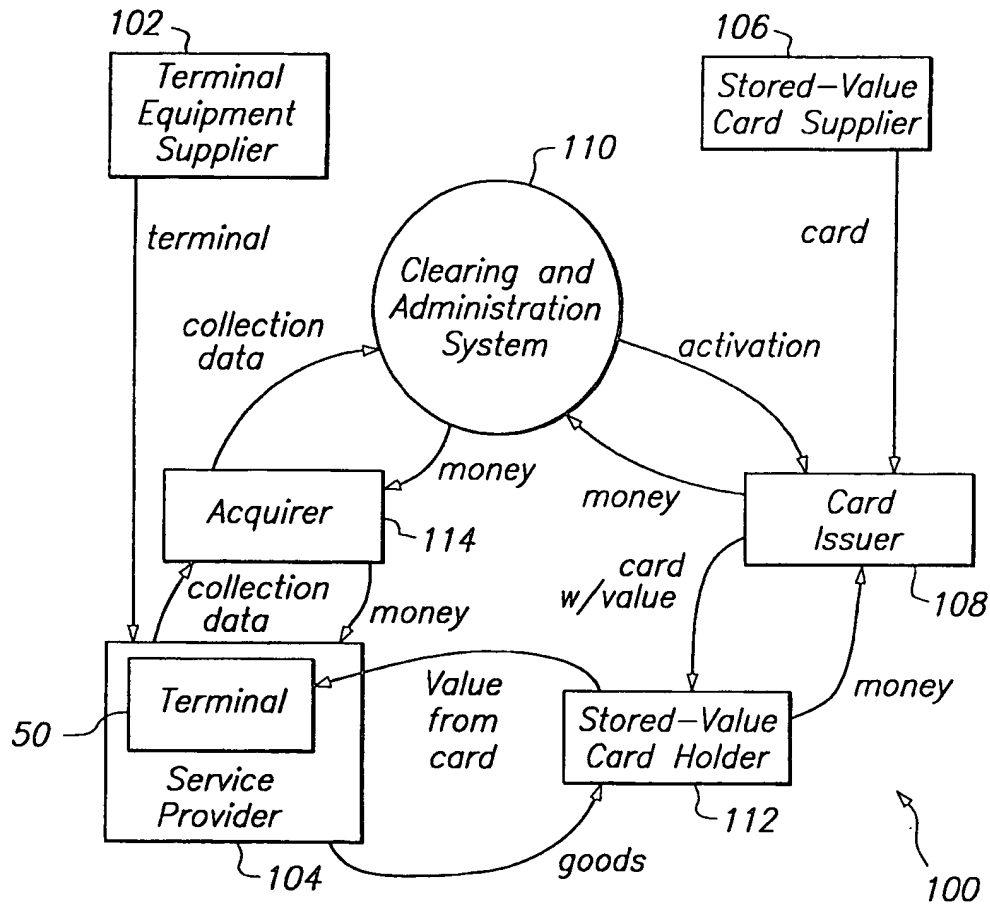 102
Terminal
Equipment
Supplier
106
Stored-Value
Card Supplier
110
terminal
card
Clearing and
Administration
System
collection
data
activation
money
money
Acquirer
114
Card
Issuer
108
collection
data
money
card
w/value
money
50
Terminal
Service
Provider
104
Value
from
card
Stored-Value
Card Holder
112
goods
100